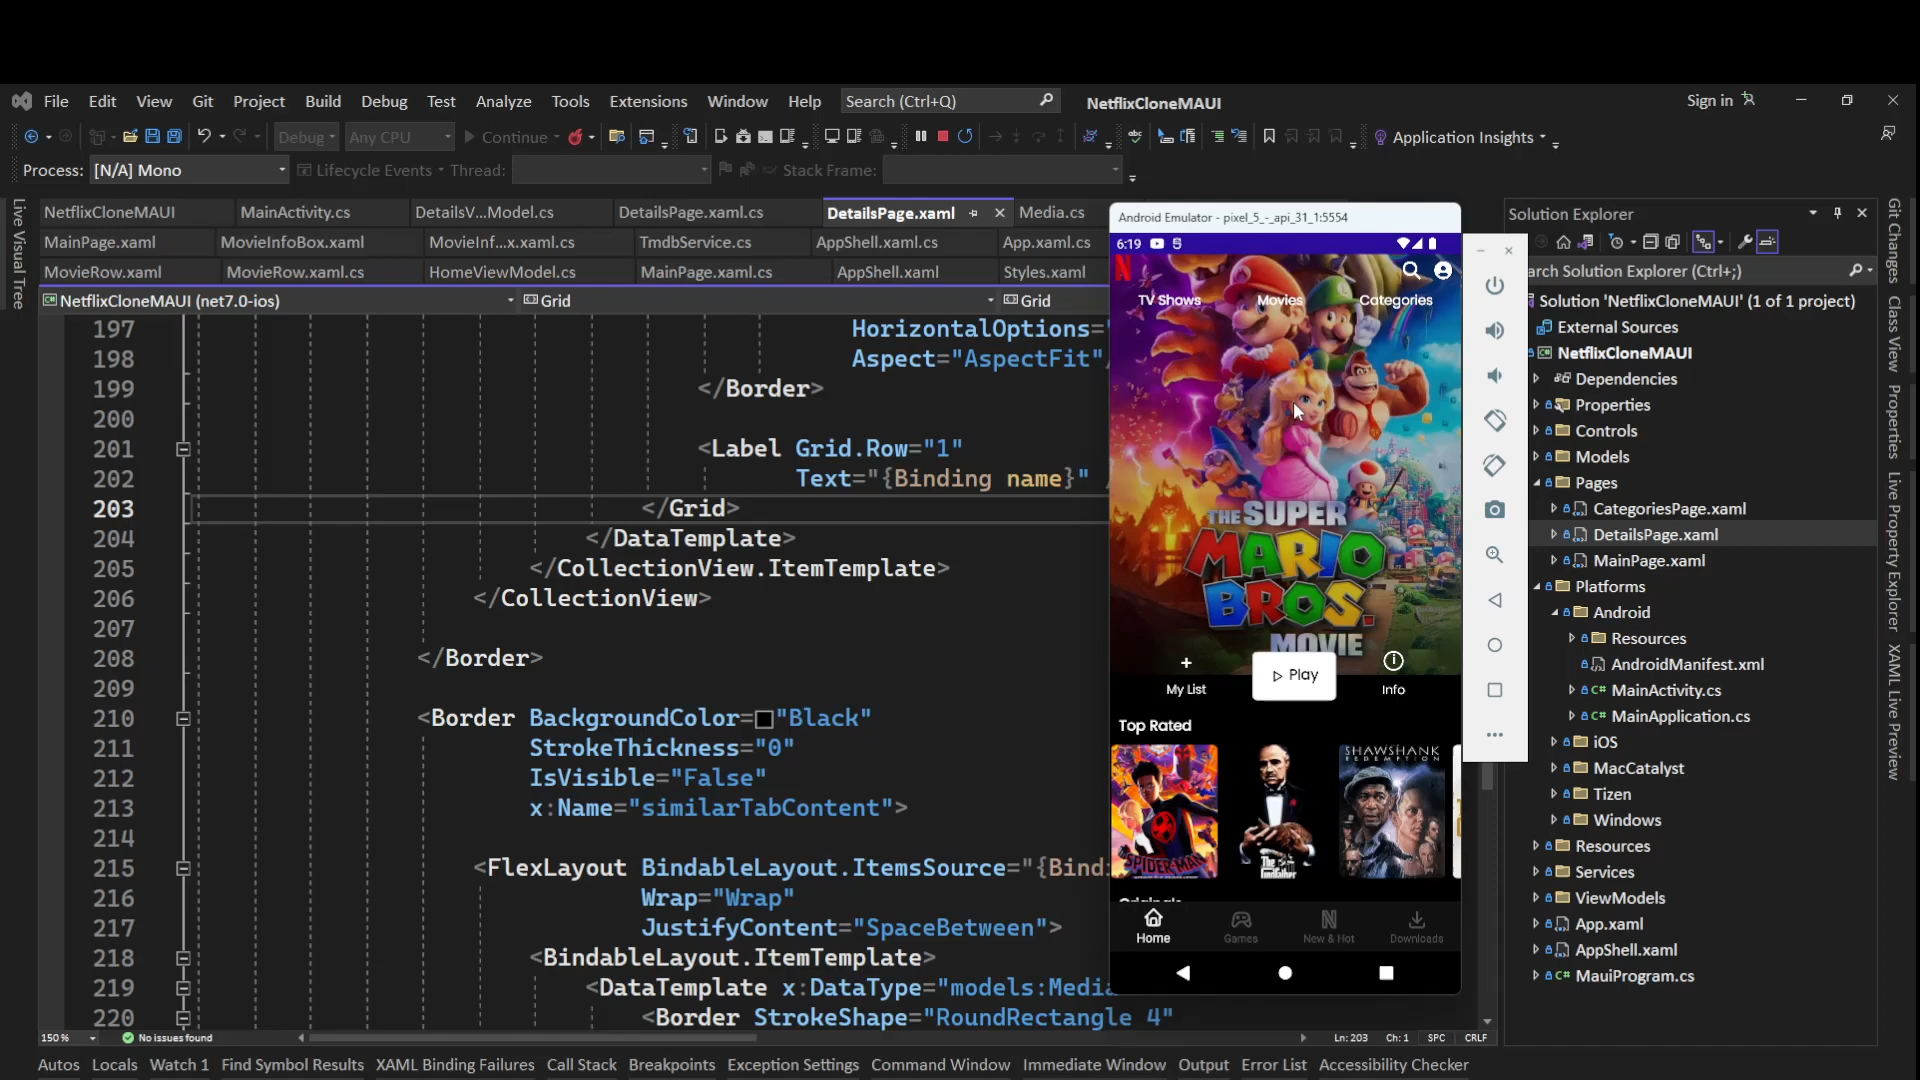 File Edit View Git Project Build Debug Test Analyze Tools Extensions Window Help Search (Ctrl+Q) NetflixCloneMAUI Sign in
Debug Any CPU Continue Application Insights
Process: [N/A] Mono Lifecycle Events Thread: Stack Frame:
NetflixCloneMAUI MainActivity.cs DetailsV...Model.cs DetailsPage.xaml.cs DetailsPage.xaml Media.cs
MainPage.xaml MovieInfoBox.xaml MovieInf...x.xaml.cs TmdbService.cs AppShell.xaml.cs App.xaml.cs
MovieRow.xaml MovieRow.xaml.cs HomeViewModel.cs MainPage.xaml.cs AppShell.xaml Styles.xaml
NetflixCloneMAUI (net7.0-ios) Grid Grid
Live Visual Tree
197 HorizontalOptions="
198 Aspect="AspectFit"/
199 </Border>
200
201 <Label Grid.Row="1"
202 Text="{Binding name}" /
203 </Grid>
204 </DataTemplate>
205 </CollectionView.ItemTemplate>
206 </CollectionView>
207
208 </Border>
209
210 <Border BackgroundColor="Black"
211 StrokeThickness="0"
212 IsVisible="False"
213 x:Name="similarTabContent">
214
215 <FlexLayout BindableLayout.ItemsSource="{Bind
216 Wrap="Wrap"
217 JustifyContent="SpaceBetween">
218 <BindableLayout.ItemTemplate>
219 <DataTemplate x:DataType="models:Media
220 <Border StrokeShape="RoundRectangle 4"
150 % No issues found Ln: 203 Ch: 1 SPC CRLF
Autos Locals Watch 1 Find Symbol Results XAML Binding Failures Call Stack Breakpoints Exception Settings Command Window Immediate Window Output Error List Accessibility Checker
Android Emulator - pixel_5_-_api_31_1:5554
6:19
N
TV Shows Movies Categories
THE SUPER
MARIO
BROS.
MOVIE
+
My List
Play
Info
Top Rated
SPIDER-MAN
The
Godfather
SHAWSHANK
REDEMPTION
Originals
Home Games New & Hot Downloads
Solution Explorer
arch Solution Explorer (Ctrl+;)
Solution 'NetflixCloneMAUI' (1 of 1 project)
External Sources
NetflixCloneMAUI
Dependencies
Properties
Controls
Models
Pages
CategoriesPage.xaml
DetailsPage.xaml
MainPage.xaml
Platforms
Android
Resources
AndroidManifest.xml
MainActivity.cs
MainApplication.cs
iOS
MacCatalyst
Tizen
Windows
Resources
Services
ViewModels
App.xaml
AppShell.xaml
MauiProgram.cs
Git Changes
Class View
Properties
Live Property Explorer
XAML Live Preview